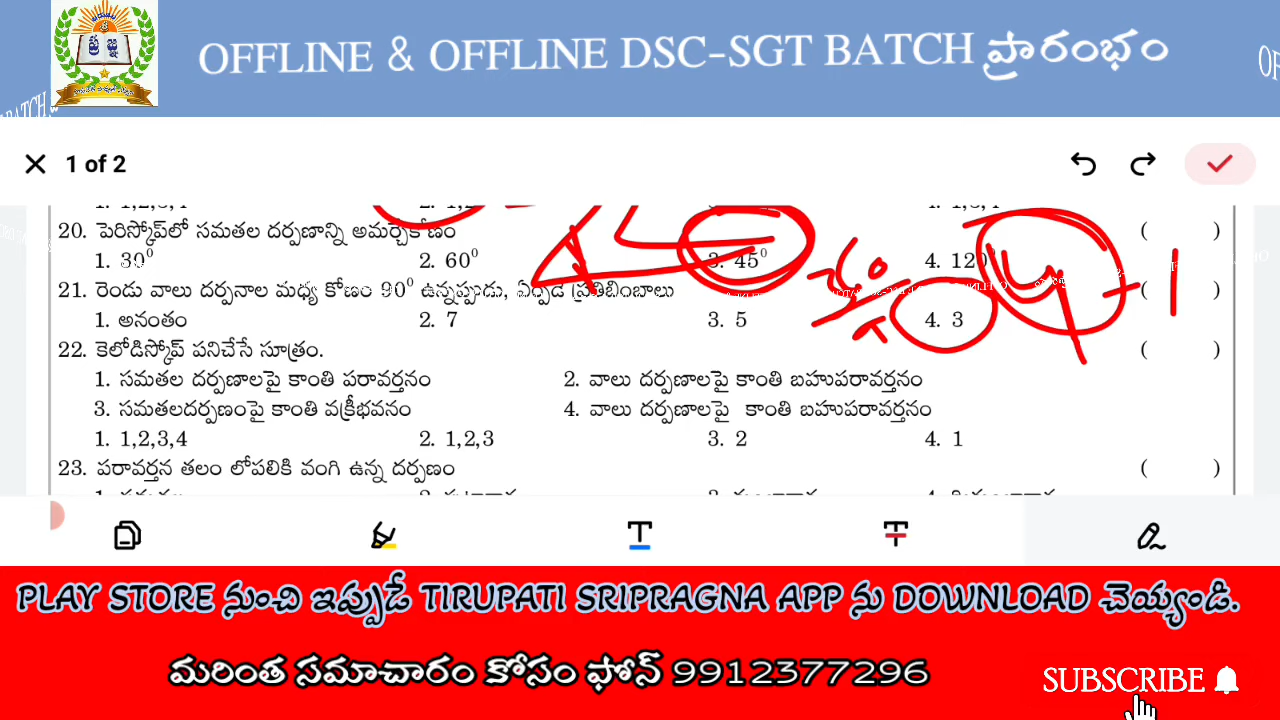 OFFLINE & OFFLINE DSC-SGT BATCH ప్రారంభం
1 of 2
20. పెరిస్కోప్‌లో సమతల దర్పణాన్ని అమర్చేకోణం ( )
1. 30⁰ 2. 60⁰ 3. 45⁰ 4. 120⁰
21. రెండు వాలు దర్పనాల మధ్య కోణం 90⁰ ఉన్నప్పుడు, ఏర్పడే ప్రతిబింబాలు ( )
1. అనంతం 2. 7 3. 5 4. 3
4 - 1
22. కెలోడిస్కోప్ పనిచేసే సూత్రం. ( )
1. సమతల దర్పణాలపై కాంతి పరావర్తనం 2. వాలు దర్పణాలపై కాంతి బహుపరావర్తనం
3. సమతలదర్పణంపై కాంతి వక్రీభవనం 4. వాలు దర్పణాలపై కాంతి బహుపరావర్తనం
1. 1,2,3,4 2. 1,2,3 3. 2 4. 1
23. పరావర్తన తలం లోపలికి వంగి ఉన్న దర్పణం ( )
PLAY STORE నుంచి ఇప్పుడే TIRUPATI SRIPRAGNA APP ను DOWNLOAD చెయ్యండి.
మరింత సమాచారం కోసం ఫోన్ 9912377296
SUBSCRIBE